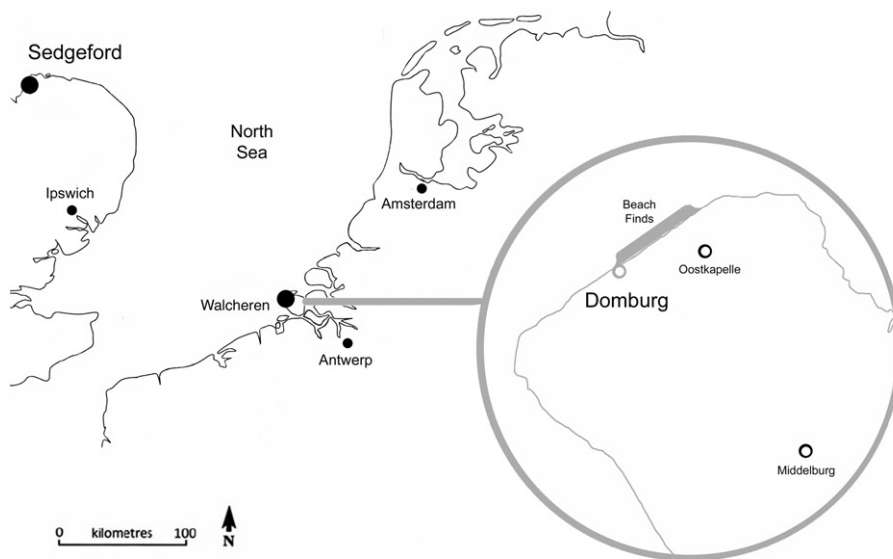 Sedgeford
North
Sea
Ipswich
Amsterdam
Beach
Finds
Oostkapelle
Domburg
Walcheren
Antwerp
Middelburg
0 kilometres 100
N